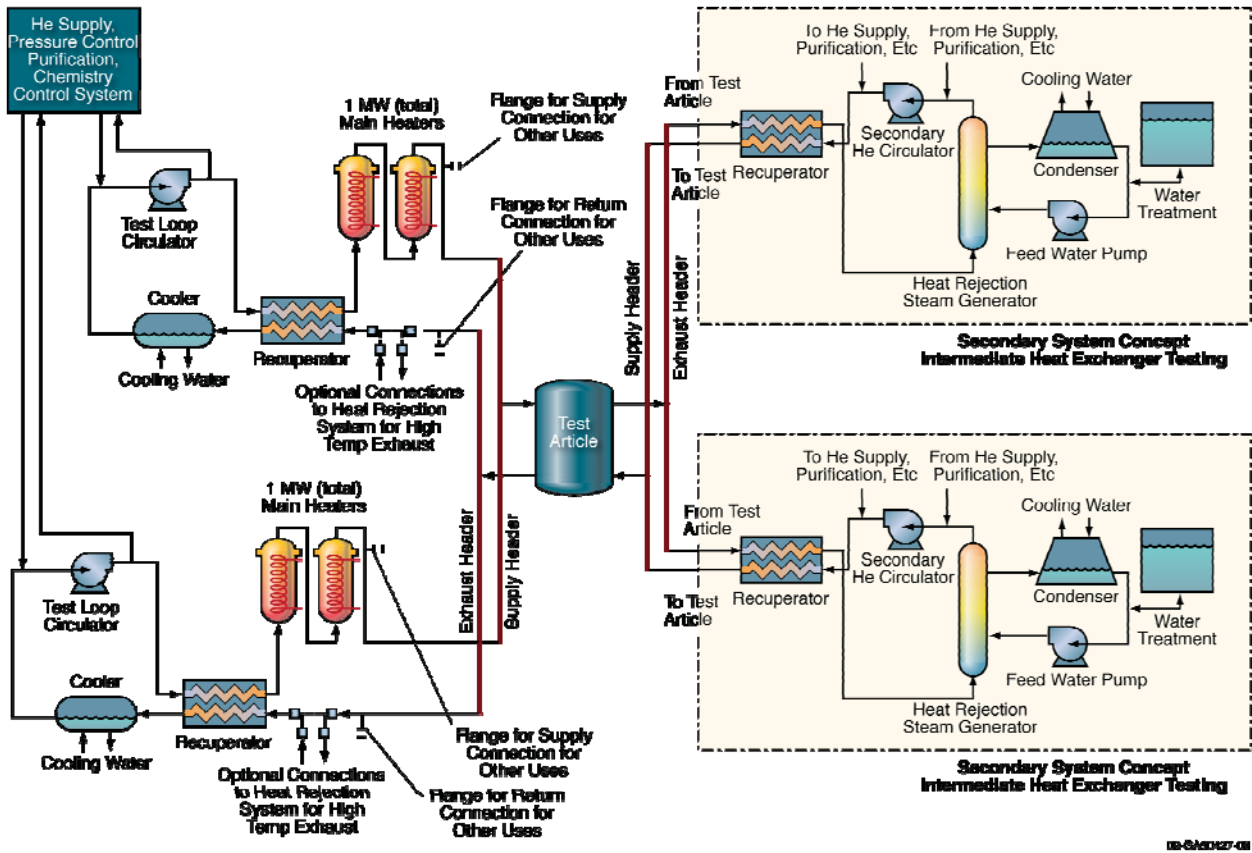 He Supply,
Pressure Control
Purification,
Chemistry
Control System
1 MW (total)
Main Heaters
Flange for Supply
Connection for
Other Uses
Test Loop
Circulator
Flange for Return
Connection for
Other Uses
Cooler
Recuperator
Cooling Water
Optional Connections
to Heat Rejection
System for High
Temp Exhaust
Test
Article
1 MW (total)
Main Heaters
Exhaust Header
Supply Header
Test Loop
Circulator
Cooler
Recuperator
Cooling Water
Optional Connections
to Heat Rejection
System for High
Temp Exhaust
Flange for Supply
Connection for
Other Uses
Flange for Return
Connection for
Other Uses
Supply Header
Exhaust Header
To He Supply,
Purification, Etc
From He Supply,
Purification, Etc
From Test
Article
Cooling Water
Secondary
He Circulator
Condenser
Recuperator
To Test
Article
Water
Treatment
Feed Water Pump
Heat Rejection
Steam Generator
Secondary System Concept
Intermediate Heat Exchanger Testing
To He Supply,
Purification, Etc
From He Supply,
Purification, Etc
From Test
Article
Cooling Water
Secondary
He Circulator
Condenser
Recuperator
To Test
Article
Water
Treatment
Feed Water Pump
Heat Rejection
Steam Generator
Secondary System Concept
Intermediate Heat Exchanger Testing